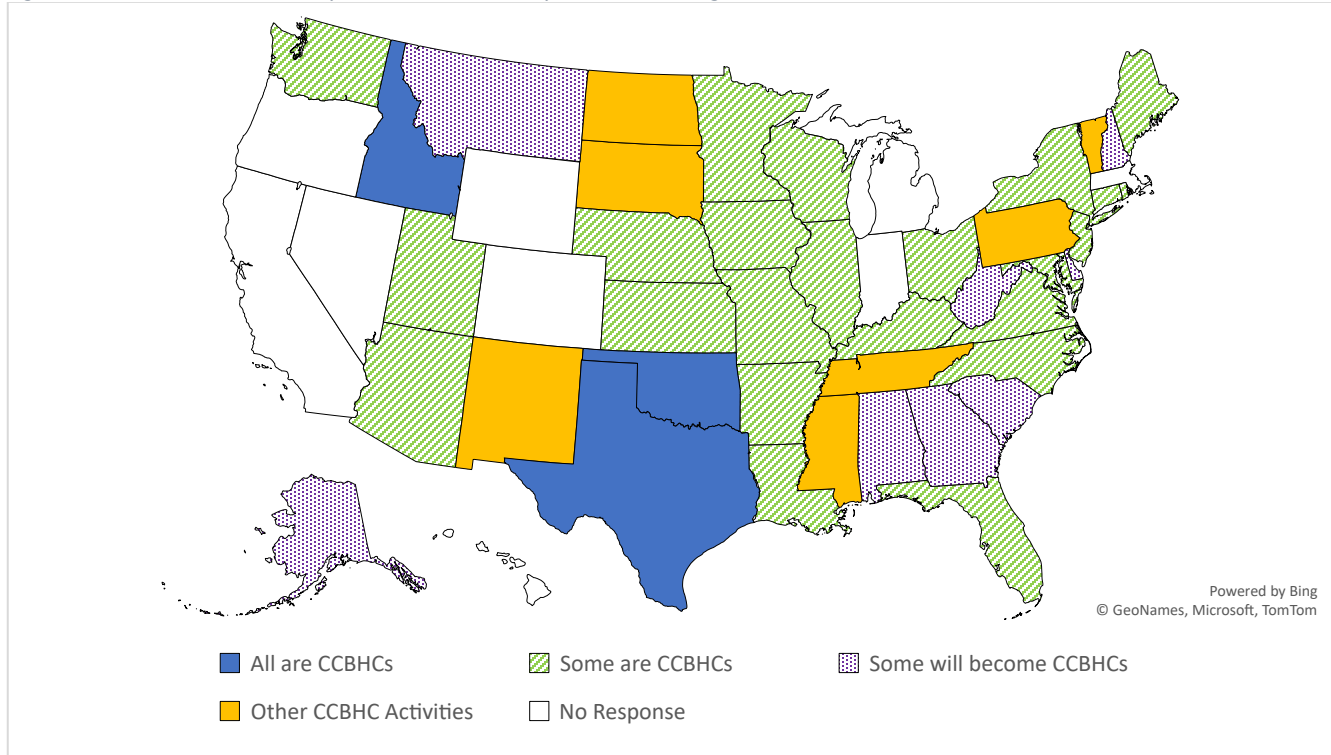 Powered by Bing
© GeoNames, Microsoft, TomTom
All are CCBHCs
Some are CCBHCs
Some will become CCBHCs
Other CCBHC Activities
No Response